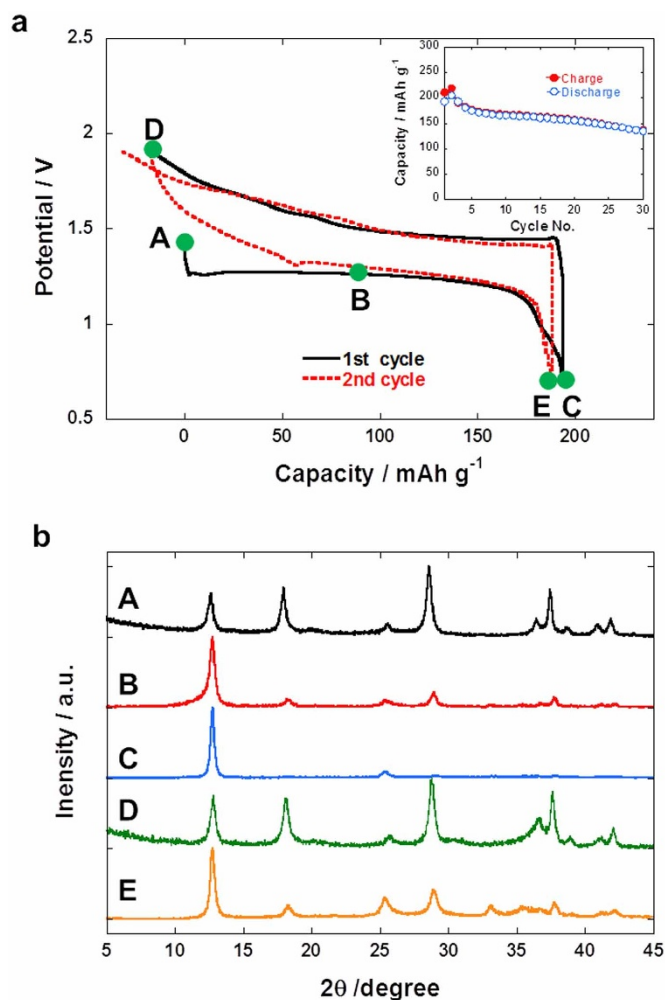 a
2.5
2
1.5
1
0.5
Potential / V
0 50 100 150 200
Capacity / mAh g-1
A
B
C
D
E
1st cycle
2nd cycle
300
250
200
150
100
50
0
Capacity / mAh g-1
Charge
Discharge
5 10 15 20 25 30
Cycle No.
b
A
B
C
D
E
Inensity / a.u.
5 10 15 20 25 30 35 40 45
2θ /degree